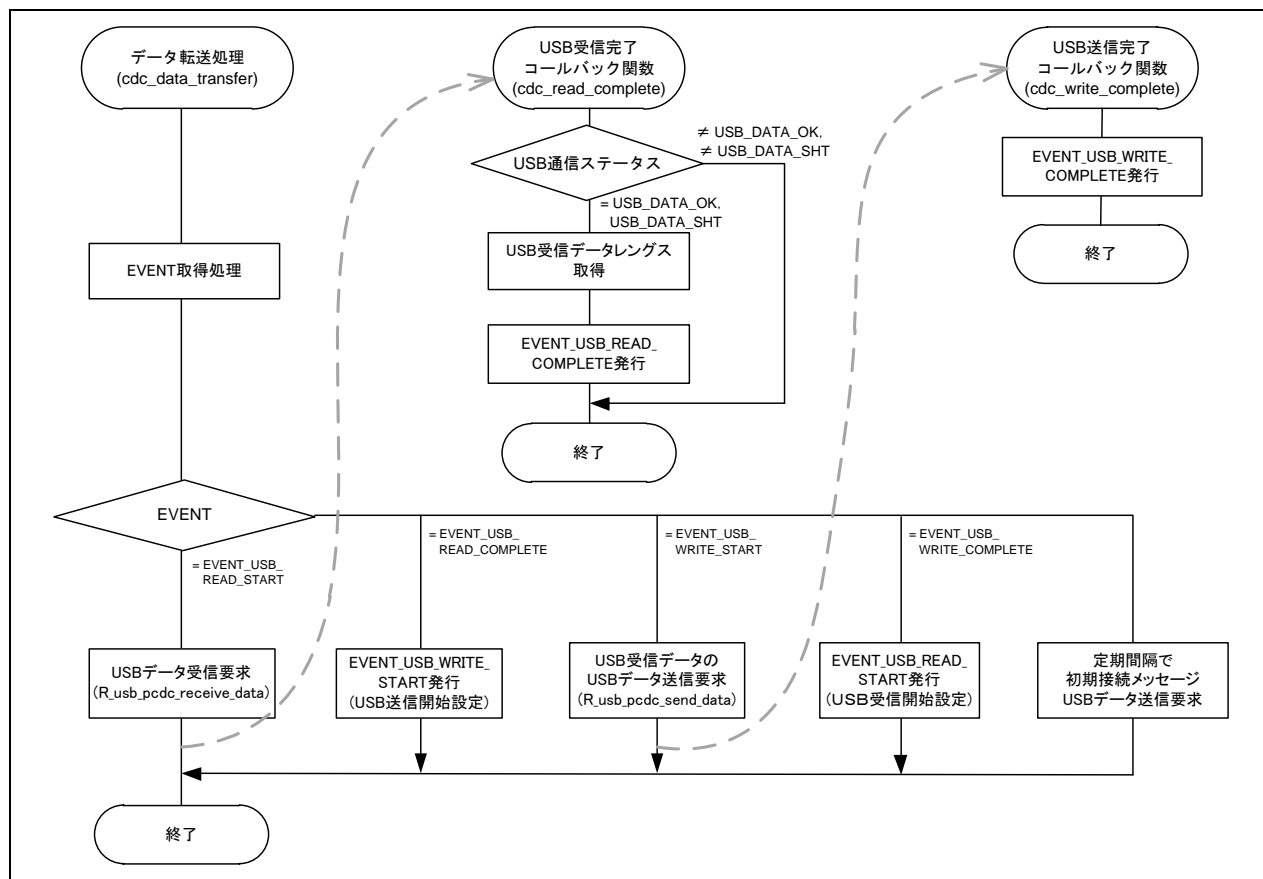 データ転送処理
(cdc_data_transfer)
EVENT取得処理
EVENT
= EVENT_USB_
READ_START
USBデータ受信要求
(R_usb_pcdc_receive_data)
終了
USB受信完了
コールバック関数
(cdc_read_complete)
USB通信ステータス
≠ USB_DATA_OK,
≠ USB_DATA_SHT
= USB_DATA_OK,
USB_DATA_SHT
USB受信データレングス
取得
EVENT_USB_READ_
COMPLETE発行
終了
USB送信完了
コールバック関数
(cdc_write_complete)
EVENT_USB_WRITE_
COMPLETE発行
終了
= EVENT_USB_
READ_COMPLETE
EVENT_USB_WRITE_
START発行
(USB送信開始設定)
= EVENT_USB_
WRITE_START
USB受信データの
USBデータ送信要求
(R_usb_pcdc_send_data)
= EVENT_USB_
WRITE_COMPLETE
EVENT_USB_READ_
START発行
(USB受信開始設定)
定期間隔で
初期接続メッセージ
USBデータ送信要求